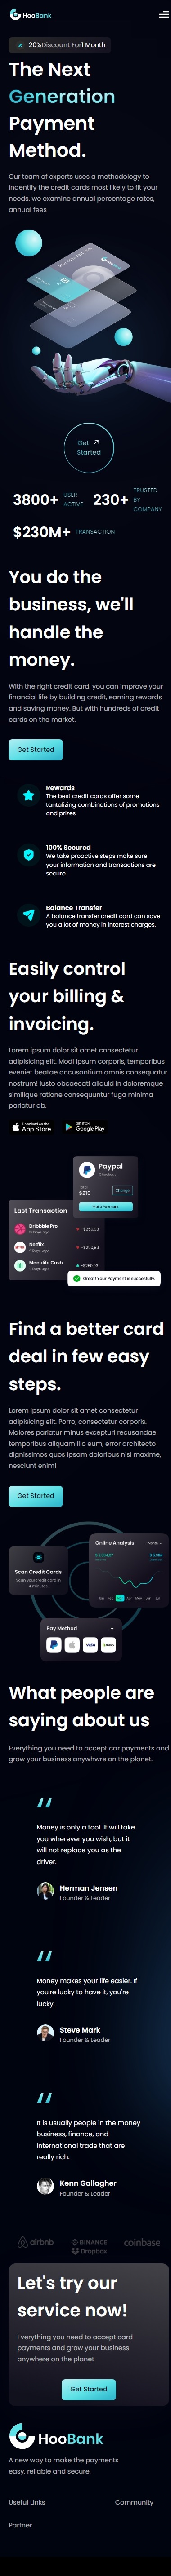 HooBank
20%Discount For1 Month
The Next
Generation
Payment
Method.
Our team of experts uses a methodology to
indentify the credit cards most likely to fit your
needs. we examine annual percentage rates,
annual fees
Get
Started
3800+ USER ACTIVE
230+ TRUSTED BY COMPANY
$230M+ TRANSACTION
You do the
business, we'll
handle the
money.
With the right credit card, you can improve your
financial life by building credit, earning rewards
and saving money. But with hundreds of credit
cards on the market.
Get Started
Rewards
The best credit cards offer some
tantalizing combinations of promotions
and prizes
100% Secured
We take proactive steps make sure
your information and transactions are
secure.
Balance Transfer
A balance transfer credit card can save
you a lot of money in interest charges.
Easily control
your billing &
invoicing.
Lorem ipsum dolor sit amet consectetur
adipisicing elit. Modi ipsum corporis, temporibus
eveniet beatae accusantium omnis consequatur
nostrum! Iusto obcaecati aliquid in doloremque
similique ratione consequuntur fuga minima
pariatur ab.
Download on the
App Store
GET IT ON
Google Play
Paypal
$210
Change
Make Payment
Last Transaction
Dribbble Pro
-$250,93
Netflix
-$250,93
Manulife Cash
Great! Your Payment is succesfully.
Find a better card
deal in few easy
steps.
Lorem ipsum dolor sit amet consectetur
adipisicing elit. Porro, consectetur corporis.
Maiores pariatur minus excepturi recusandae
temporibus aliquam illo eum, error architecto
dignissimos quos ipsam doloribus nisi maxime,
nesciunt enim!
Get Started
Online Analysis
Scan Credit Cards
Scan your credit card in
4 minutes.
Pay Method
VISA
What people are
saying about us
Everything you need to accept car payments and
grow your business anywhwre on the planet.
Money is only a tool. It will take
you wherever you wish, but it
will not replace you as the
driver.
Herman Jensen
Founder & Leader
Money makes your life easier. If
you're lucky to have it, you're
lucky.
Steve Mark
Founder & Leader
It is usually people in the money
business, finance, and
international trade that are
really rich.
Kenn Gallagher
Founder & Leader
airbnb
BINANCE
coinbase
Dropbox
Let's try our
service now!
Everything you need to accept card
payments and grow your business
anywhere on the planet
Get Started
HooBank
A new way to make the payments
easy, reliable and secure.
Useful Links
Community
Partner